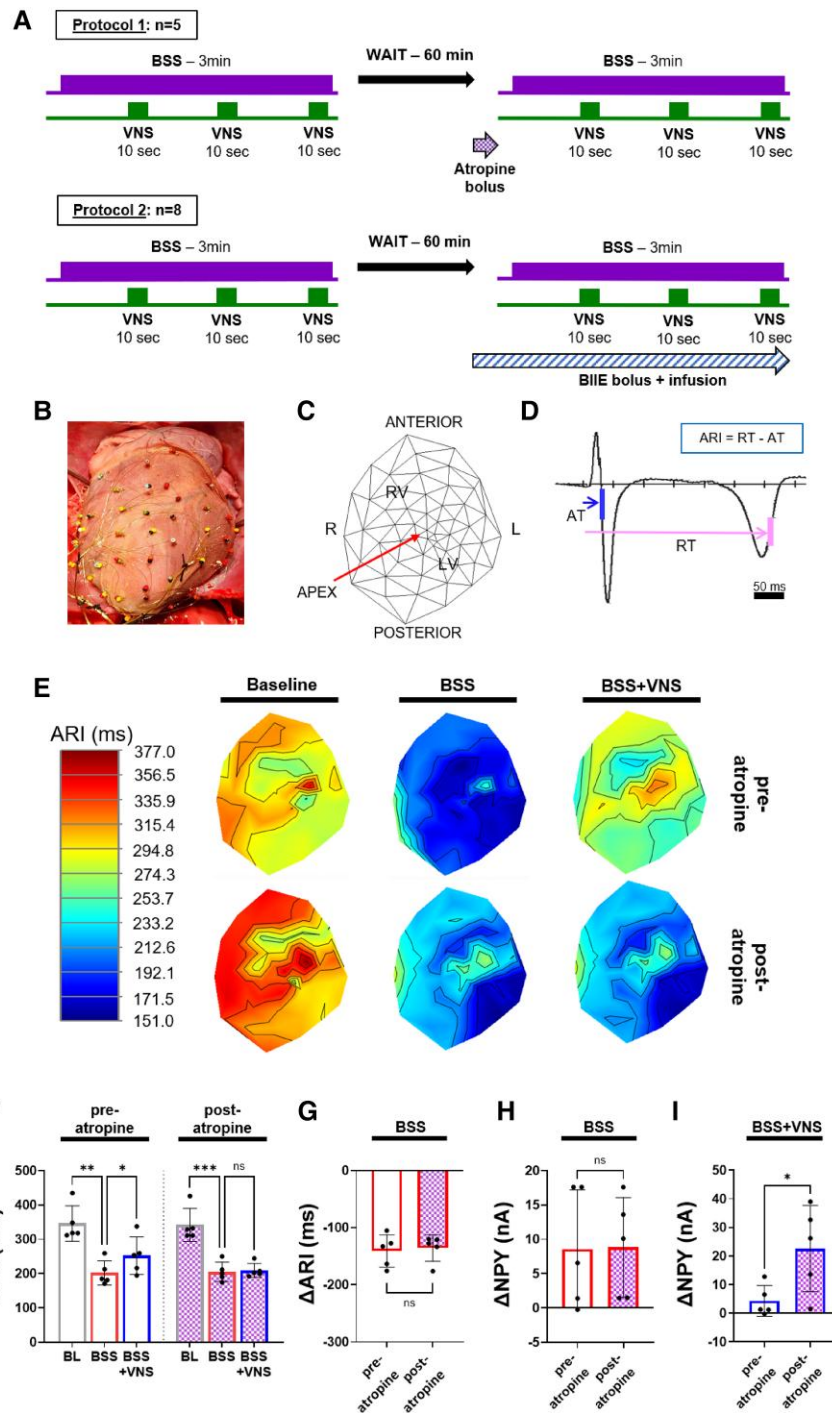 A
Protocol 1: n=5
BSS – 3min
WAIT – 60 min
BSS – 3min
VNS VNS VNS
10 sec 10 sec 10 sec
Atropine
bolus
VNS VNS VNS
10 sec 10 sec 10 sec
Protocol 2: n=8
BSS – 3min
WAIT – 60 min
BSS – 3min
VNS VNS VNS VNS VNS VNS
10 sec 10 sec 10 sec 10 sec 10 sec 10 sec
BIIE bolus + infusion
B
C
ANTERIOR
RV
R
L
LV
APEX
POSTERIOR
D
ARI = RT - AT
AT
RT
50 ms
E
Baseline BSS BSS+VNS
ARI (ms)
377.0
356.5
335.9
315.4
294.8
274.3
253.7
233.2
212.6
192.1
171.5
151.0
pre-
atropine
post-
atropine
pre-
atropine
post-
atropine
** * *** ns
500
400
300
200
100
0
BL BSS BSS
+VNS
BL BSS BSS
+VNS
G
BSS
ΔARI (ms)
0
-100
-200
-300
ns
pre-
atropine
post-
atropine
H
BSS
ΔNPY (nA)
ns
20
15
10
5
0
-5
pre-
atropine
post-
atropine
I
BSS+VNS
ΔNPY (nA)
*
50
40
30
20
10
0
-10
pre-
atropine
post-
atropine